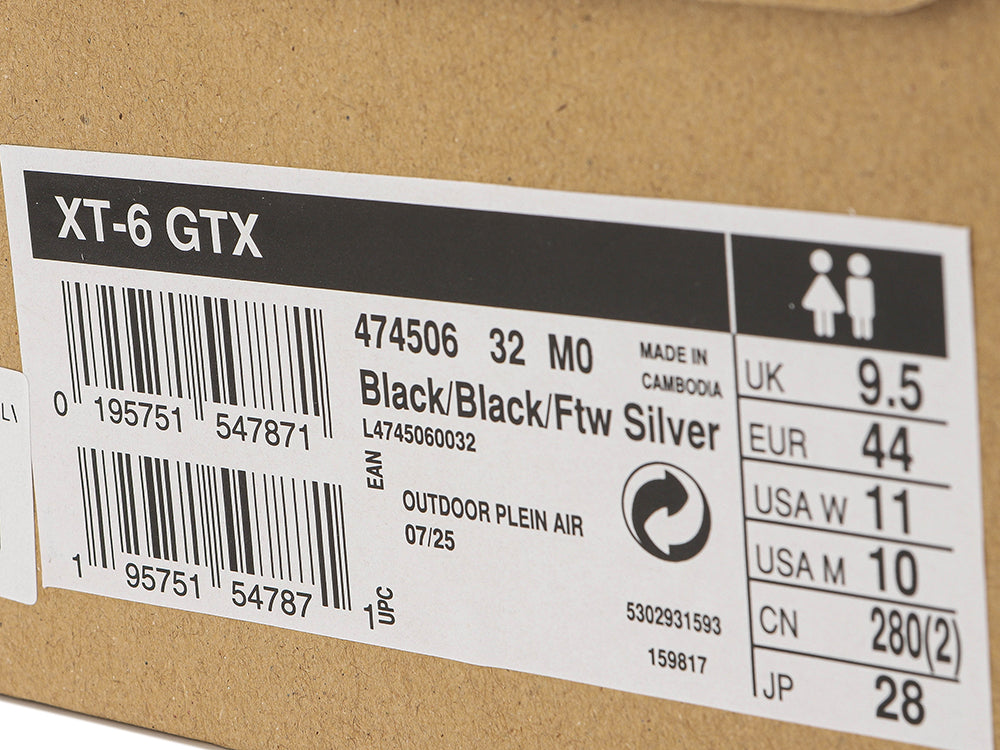 XT-6 GTX
474506 32 M0
MADE IN
CAMBODIA
Black/Black/Ftw Silver
L4745060032
0 195751 547871
EAN
OUTDOOR PLEIN AIR
07/25
1 95751 54787 1
UPC
5302931593
159817
UK 9.5
EUR 44
USA W 11
USA M 10
CN 280(2)
JP 28